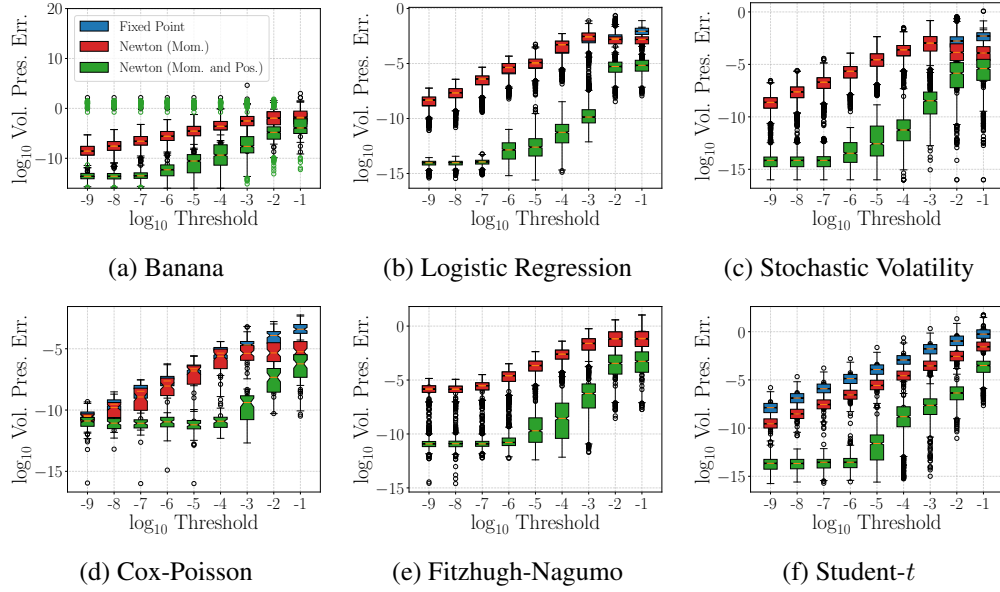 Fixed Point
Newton (Mom.)
Newton (Mom. and Pos.)
log10 Vol. Pres. Err.
20
10
0
−10
-9 -8 -7 -6 -5 -4 -3 -2 -1
log10 Threshold
(a) Banana
log10 Vol. Pres. Err.
0
−5
−10
−15
-9 -8 -7 -6 -5 -4 -3 -2 -1
log10 Threshold
(b) Logistic Regression
log10 Vol. Pres. Err.
0
−5
−10
−15
-9 -8 -7 -6 -5 -4 -3 -2 -1
log10 Threshold
(c) Stochastic Volatility
log10 Vol. Pres. Err.
−5
−10
−15
-9 -8 -7 -6 -5 -4 -3 -2 -1
log10 Threshold
(d) Cox-Poisson
log10 Vol. Pres. Err.
0
−5
−10
−15
-9 -8 -7 -6 -5 -4 -3 -2 -1
log10 Threshold
(e) Fitzhugh-Nagumo
log10 Vol. Pres. Err.
0
−5
−10
−15
-9 -8 -7 -6 -5 -4 -3 -2 -1
log10 Threshold
(f) Student-t